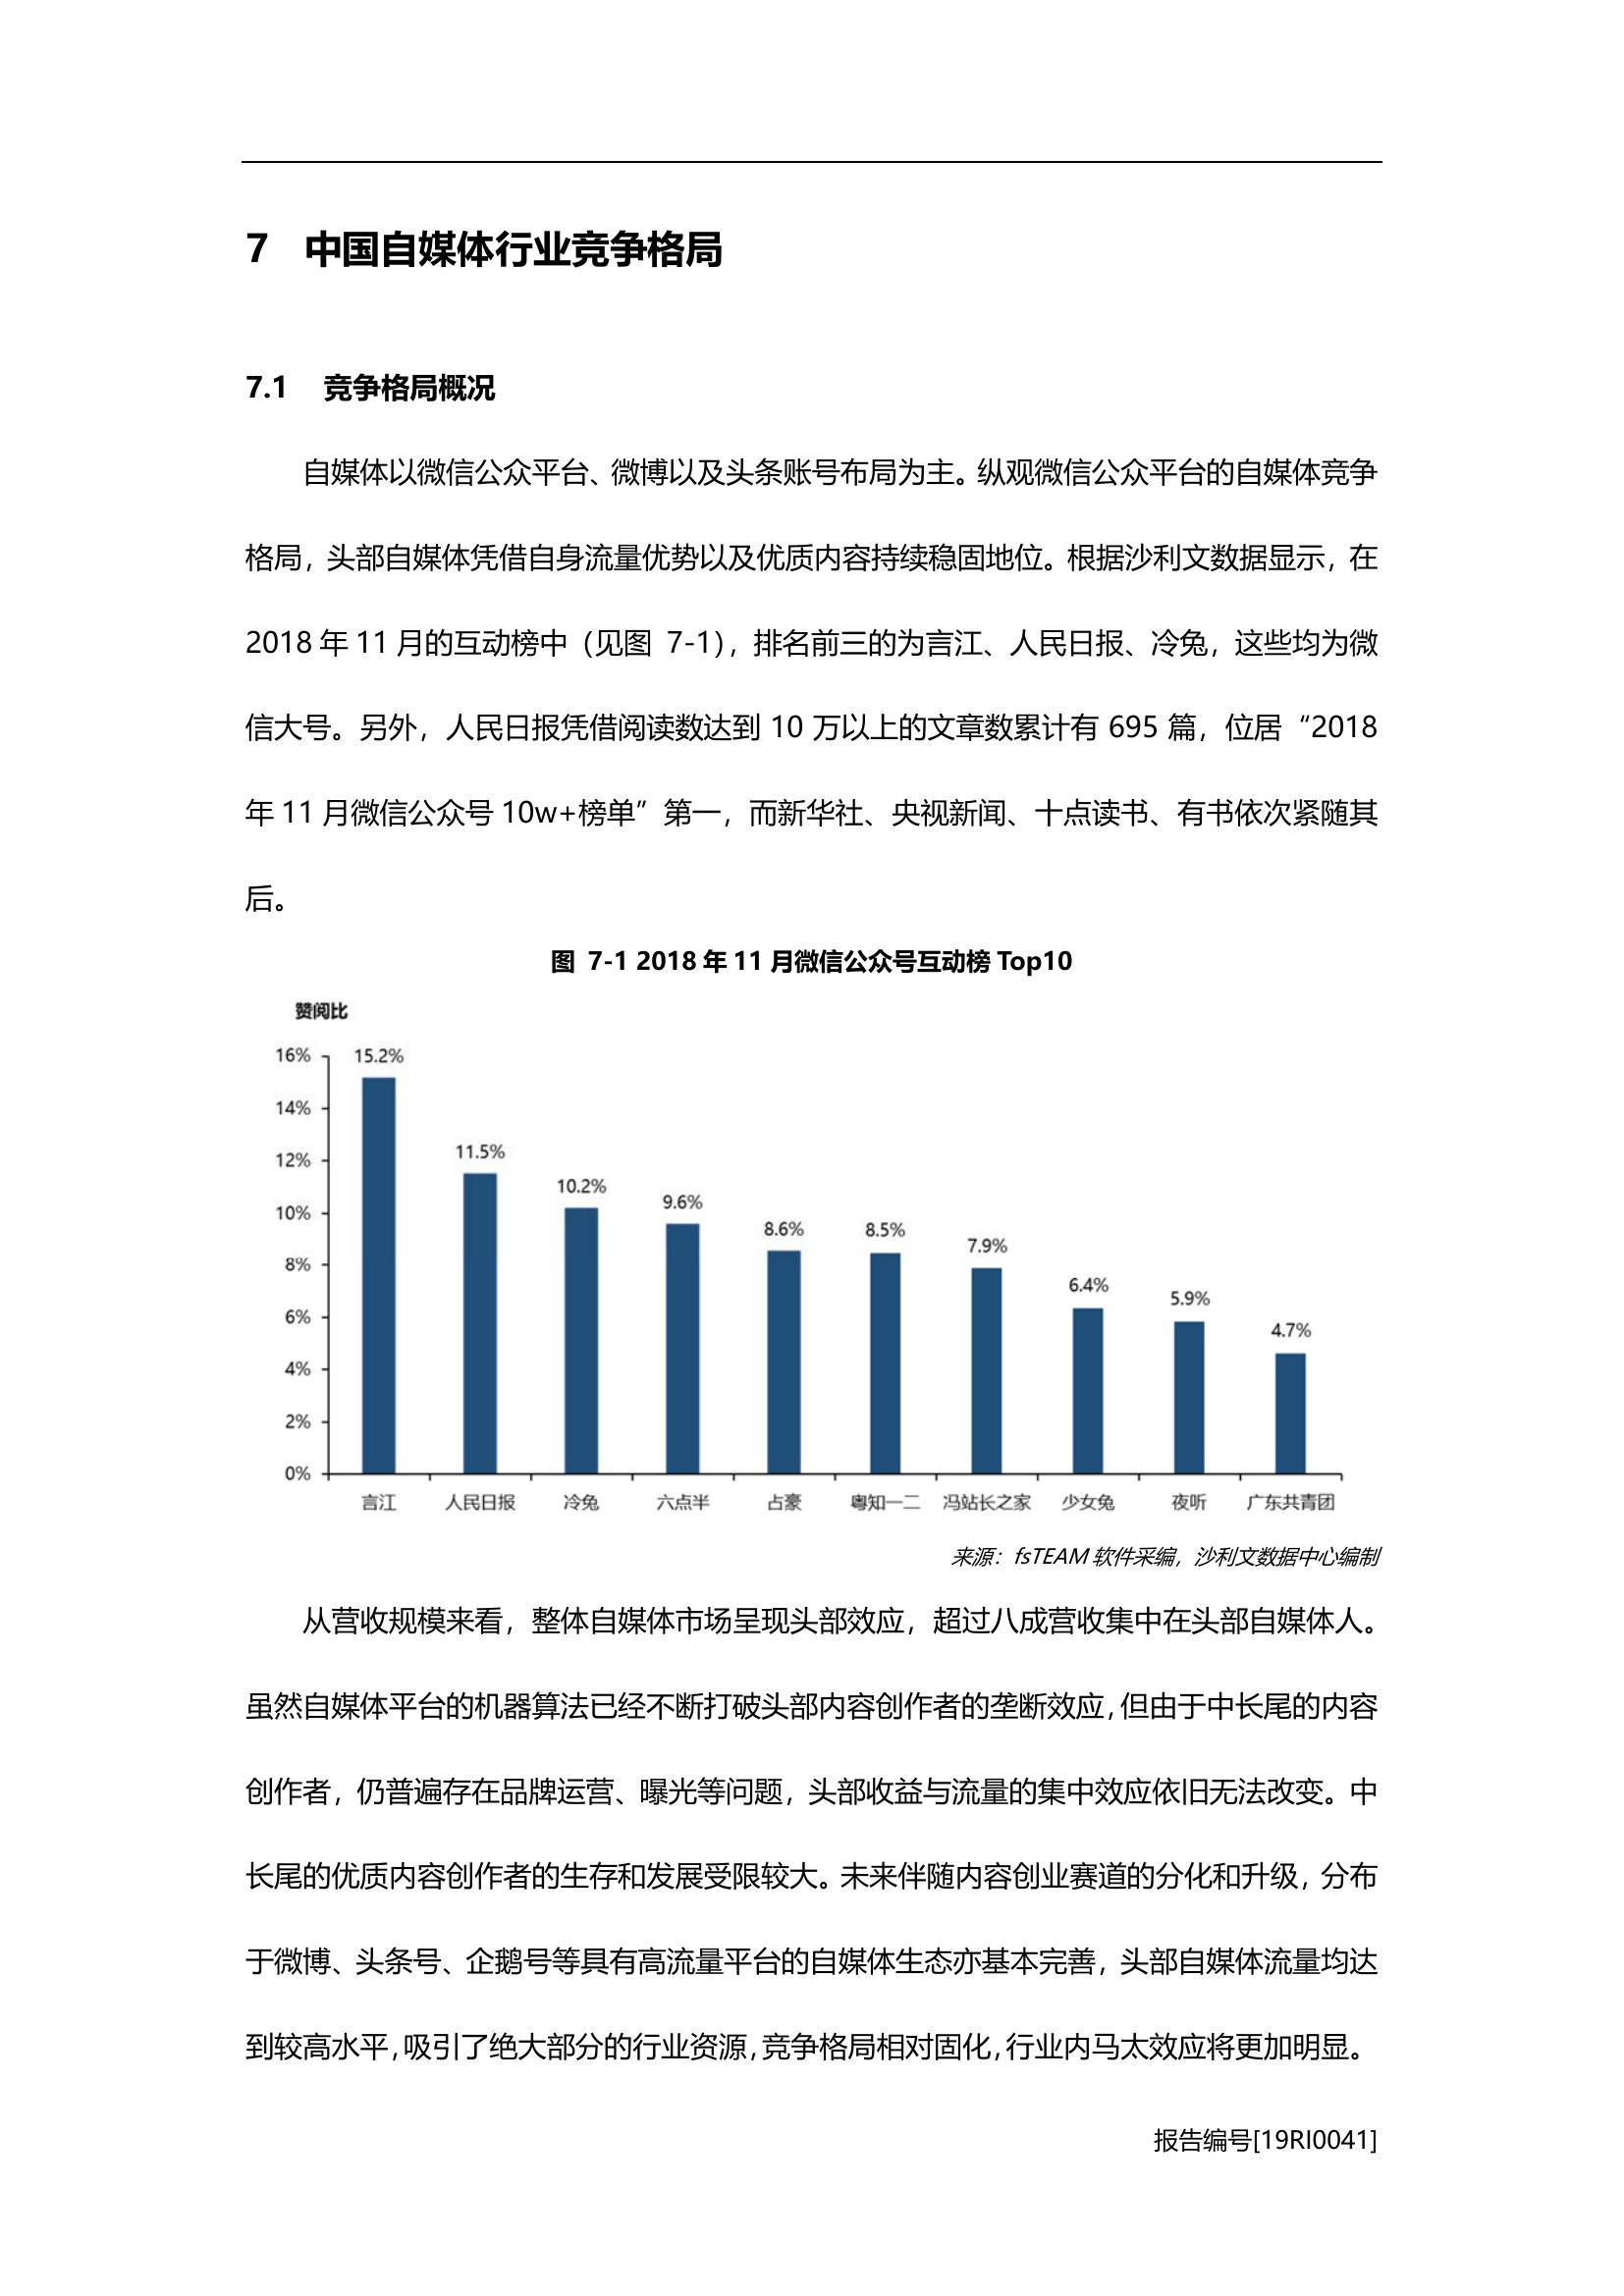 7 中国自媒体行业竞争格局
7.1 竞争格局概况
自媒体以微信公众平台、微博以及头条账号布局为主。纵观微信公众平台的自媒体竞争
格局，头部自媒体凭借自身流量优势以及优质内容持续稳固地位。根据沙利文数据显示，在
2018 年 11 月的互动榜中（见图 7-1），排名前三的为言江、人民日报、冷兔，这些均为微
信大号。另外，人民日报凭借阅读数达到 10 万以上的文章数累计有 695 篇，位居“2018
年 11 月微信公众号 10w+榜单”第一，而新华社、央视新闻、十点读书、有书依次紧随其
后。
图 7-1 2018 年 11 月微信公众号互动榜 Top10
赞阅比
16%
14%
12%
10%
8%
6%
4%
2%
0%
15.2%
11.5%
10.2%
9.6%
8.6%
8.5%
7.9%
6.4%
5.9%
4.7%
言江 人民日报 冷兔 六点半 占豪 粤知一二 冯站长之家 少女兔 夜听 广东共青团
来源：fsTEAM 软件采编，沙利文数据中心编制
从营收规模来看，整体自媒体市场呈现头部效应，超过八成营收集中在头部自媒体人。
虽然自媒体平台的机器算法已经不断打破头部内容创作者的垄断效应，但由于中长尾的内容
创作者，仍普遍存在品牌运营、曝光等问题，头部收益与流量的集中效应依旧无法改变。中
长尾的优质内容创作者的生存和发展受限较大。未来伴随内容创业赛道的分化和升级，分布
于微博、头条号、企鹅号等具有高流量平台的自媒体生态亦基本完善，头部自媒体流量均达
到较高水平，吸引了绝大部分的行业资源，竞争格局相对固化，行业内马太效应将更加明显。
报告编号[19RI0041]